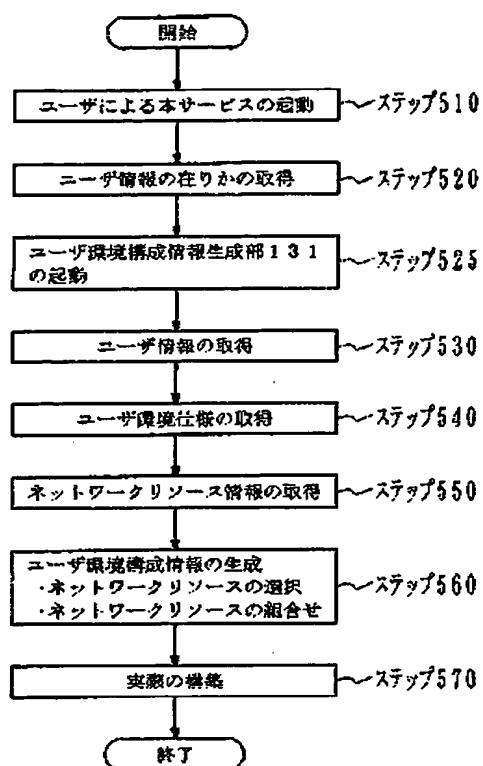 開始
ユーザによる本サービスの起動 ステップ510
ユーザ情報の在りかの取得 ステップ520
ユーザ環境構成情報生成部131
の起動 ステップ525
ユーザ情報の取得 ステップ530
ユーザ環境仕様の取得 ステップ540
ネットワークリソース情報の取得 ステップ550
ユーザ環境構成情報の生成
・ネットワークリソースの選択 ステップ560
・ネットワークリソースの組合せ
実際の構築 ステップ570
終了